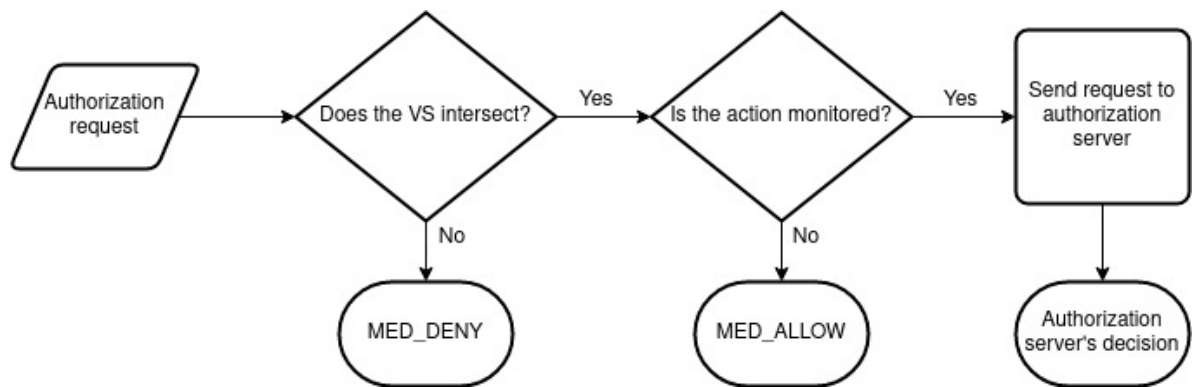 Authorization
request
Does the VS intersect?
Yes
Is the action monitored?
Yes
Send request to
authorization
server
No
No
MED_DENY
MED_ALLOW
Authorization
server's decision